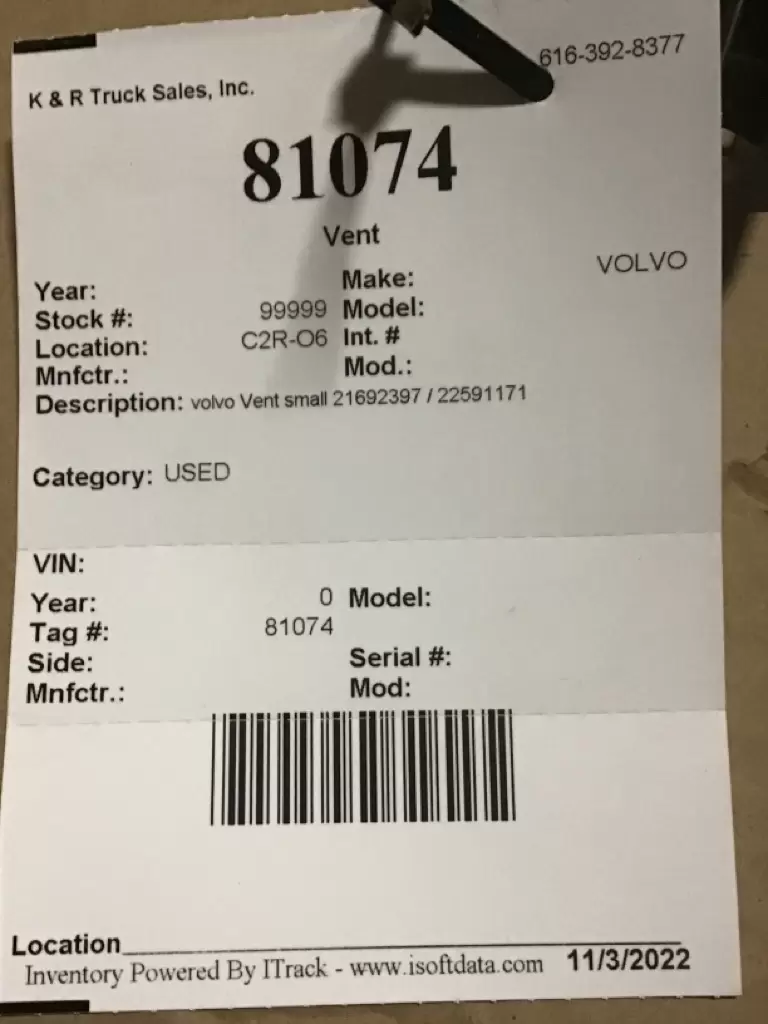 616-392-8377
K & R Truck Sales, Inc.
81074
Vent
Year: Make: VOLVO
Stock #: 99999 Model:
Location: C2R-O6 Int. #
Mnfctr.: Mod.:
Description: volvo Vent small 21692397 / 22591171
Category: USED
VIN:
Year: 0 Model:
Tag #: 81074
Side: Serial #:
Mnfctr.: Mod:
Location
Inventory Powered By ITrack - www.isoftdata.com 11/3/2022